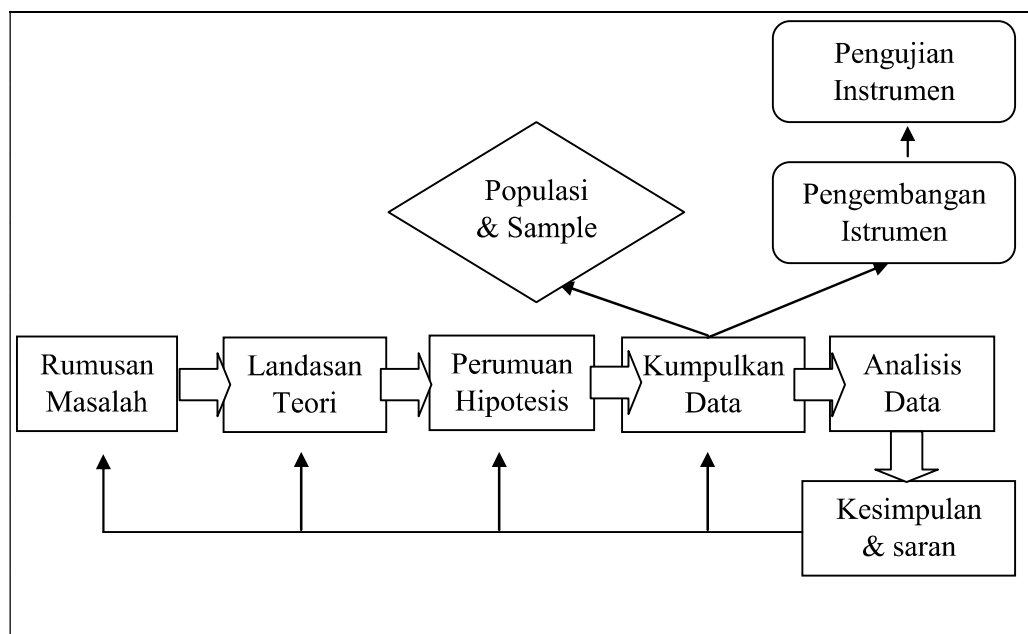 Pengujian
Instrumen
Populasi
& Sample
Pengembangan
Istrumen
Rumusan
Masalah
Landasan
Teori
Perumuan
Hipotesis
Kumpulkan
Data
Analisis
Data
Kesimpulan
& saran